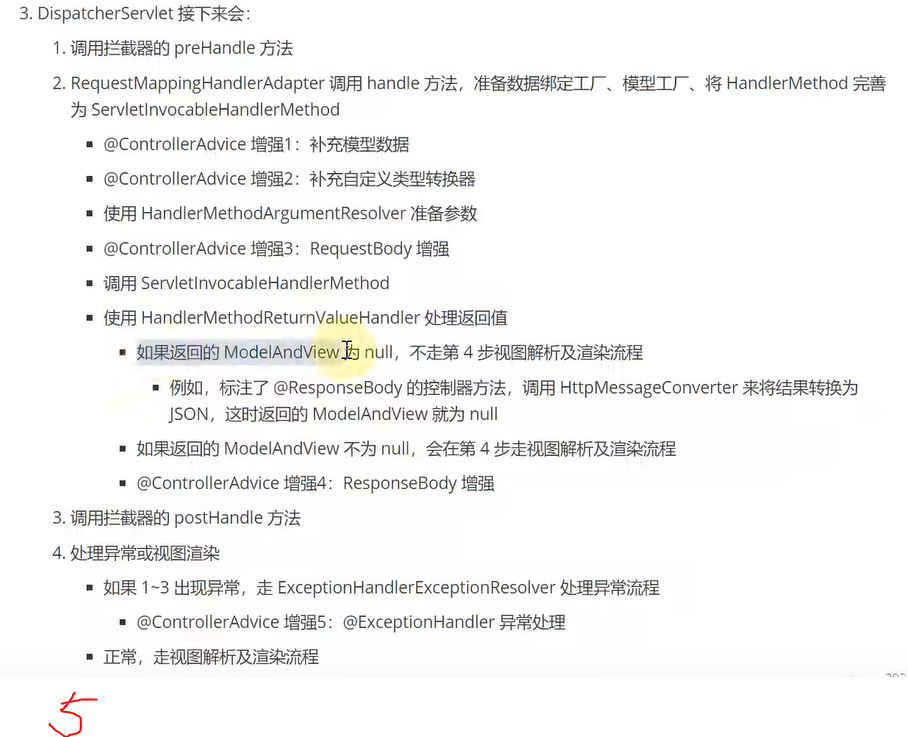 3. DispatcherServlet 接下来会：
1. 调用拦截器的 preHandle 方法
2. RequestMappingHandlerAdapter 调用 handle 方法，准备数据绑定工厂、模型工厂、将 HandlerMethod 完善
为 ServletInvocableHandlerMethod
▪ @ControllerAdvice 增强1：补充模型数据
▪ @ControllerAdvice 增强2：补充自定义类型转换器
▪ 使用 HandlerMethodArgumentResolver 准备参数
▪ @ControllerAdvice 增强3：RequestBody 增强
▪ 调用 ServletInvocableHandlerMethod
▪ 使用 HandlerMethodReturnValueHandler 处理返回值
▪ 如果返回的 ModelAndView 为 null，不走第 4 步视图解析及渲染流程
▪ 例如，标注了 @ResponseBody 的控制器方法，调用 HttpMessageConverter 来将结果转换为
JSON，这时返回的 ModelAndView 就为 null
▪ 如果返回的 ModelAndView 不为 null，会在第 4 步走视图解析及渲染流程
▪ @ControllerAdvice 增强4：ResponseBody 增强
3. 调用拦截器的 postHandle 方法
4. 处理异常或视图渲染
▪ 如果 1~3 出现异常，走 ExceptionHandlerExceptionResolver 处理异常流程
▪ @ControllerAdvice 增强5：@ExceptionHandler 异常处理
▪ 正常，走视图解析及渲染流程
5